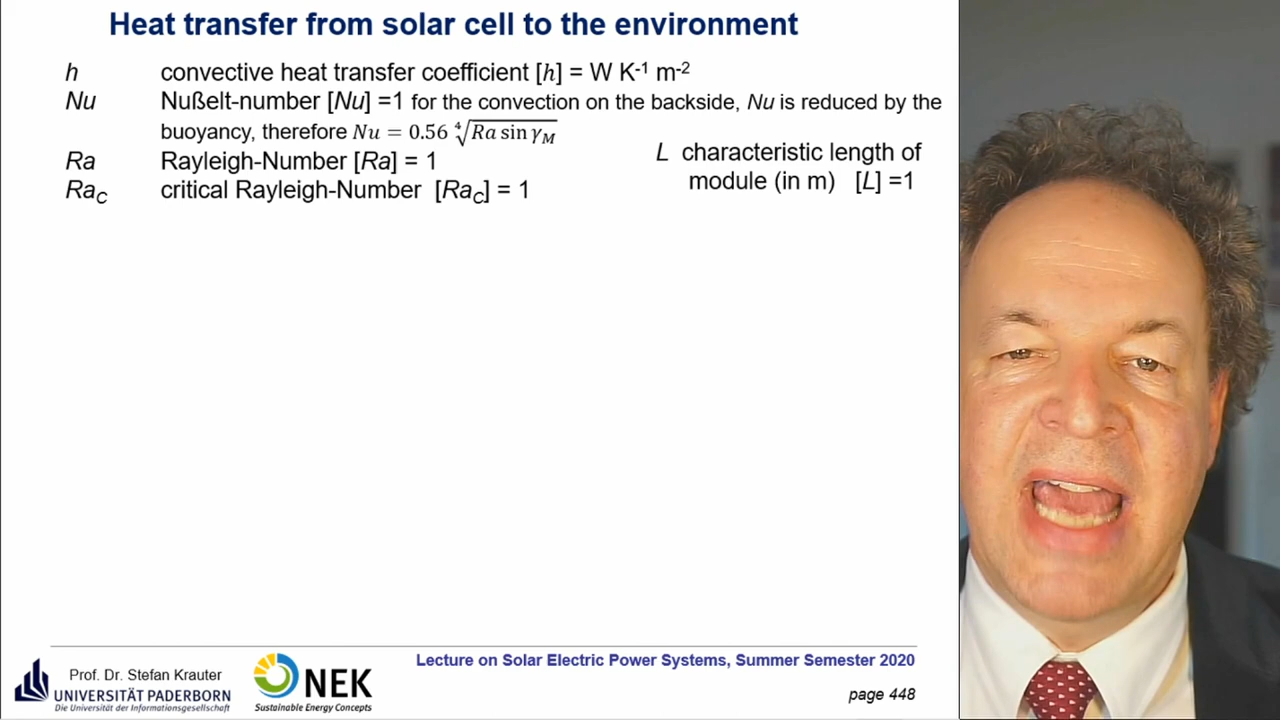 Heat transfer from solar cell to the environment
h convective heat transfer coefficient [h] = W K⁻¹ m⁻²
Nu Nußelt-number [Nu] =1 for the convection on the backside, Nu is reduced by the
buoyancy, therefore Nu = 0.56 ∜(Ra sin γ_M)
Ra Rayleigh-Number [Ra] = 1
Ra_C critical Rayleigh-Number [Ra_C] = 1
L characteristic length of
module (in m) [L] =1
Lecture on Solar Electric Power Systems, Summer Semester 2020
page 448
Prof. Dr. Stefan Krauter
UNIVERSITÄT PADERBORN
Die Universität der Informationsgesellschaft
NEK
Sustainable Energy Concepts